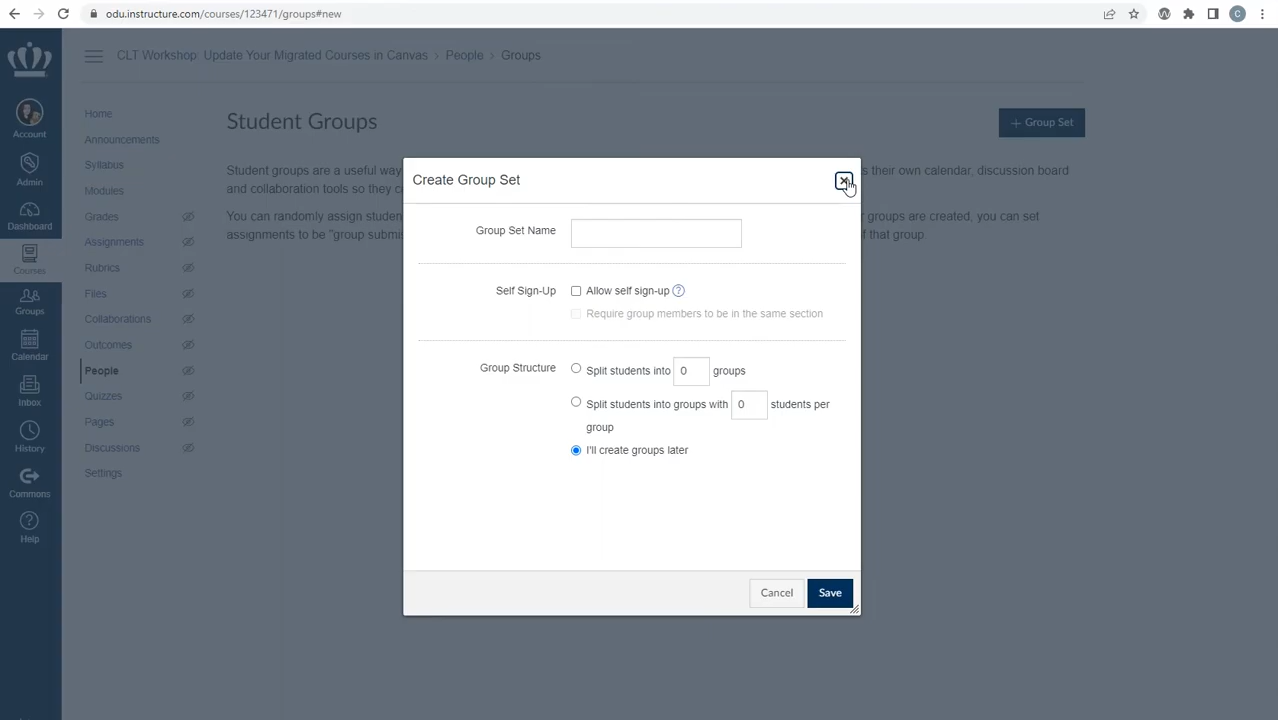 odu.instructure.com/courses/123471/groups#new
C
CLT Workshop: Update Your Migrated Courses in Canvas > People > Groups
Account
Admin
Dashboard
Courses
Groups
Calendar
Inbox
History
Commons
Help
Home
Announcements
Syllabus
Modules
Grades
Assignments
Rubrics
Files
Collaborations
Outcomes
People
Quizzes
Pages
Discussions
Settings
Student Groups
+ Group Set
Student groups are a useful way s their own calendar, discussion board
and collaboration tools so they c
You can randomly assign studen r groups are created, you can set
assignments to be "group submis f that group
Create Group Set
Group Set Name
Self Sign-Up
Allow self sign-up ?
Require group members to be in the same section
Group Structure
Split students into 0 groups
Split students into groups with 0 students per
group
I'll create groups later
Cancel
Save